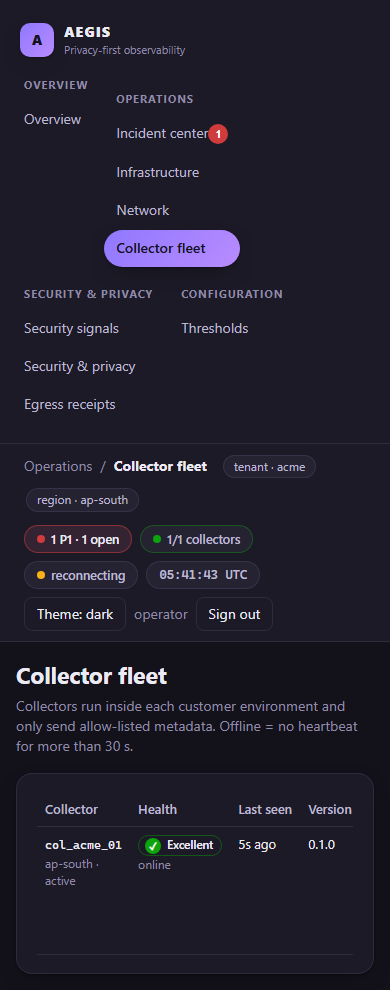 A
AEGIS
Privacy-first observability
OVERVIEW
Overview
OPERATIONS
Incident center 1
Infrastructure
Network
Collector fleet
SECURITY & PRIVACY
Security signals
Security & privacy
Egress receipts
CONFIGURATION
Thresholds
Operations / Collector fleet
tenant · acme
region · ap-south
1 P1 · 1 open
1/1 collectors
reconnecting
05:41:43 UTC
Theme: dark
operator
Sign out
Collector fleet
Collectors run inside each customer environment and
only send allow-listed metadata. Offline = no heartbeat
for more than 30 s.
Collector Health Last seen Version
col_acme_01 ✓ Excellent 5s ago 0.1.0
ap-south · online
active